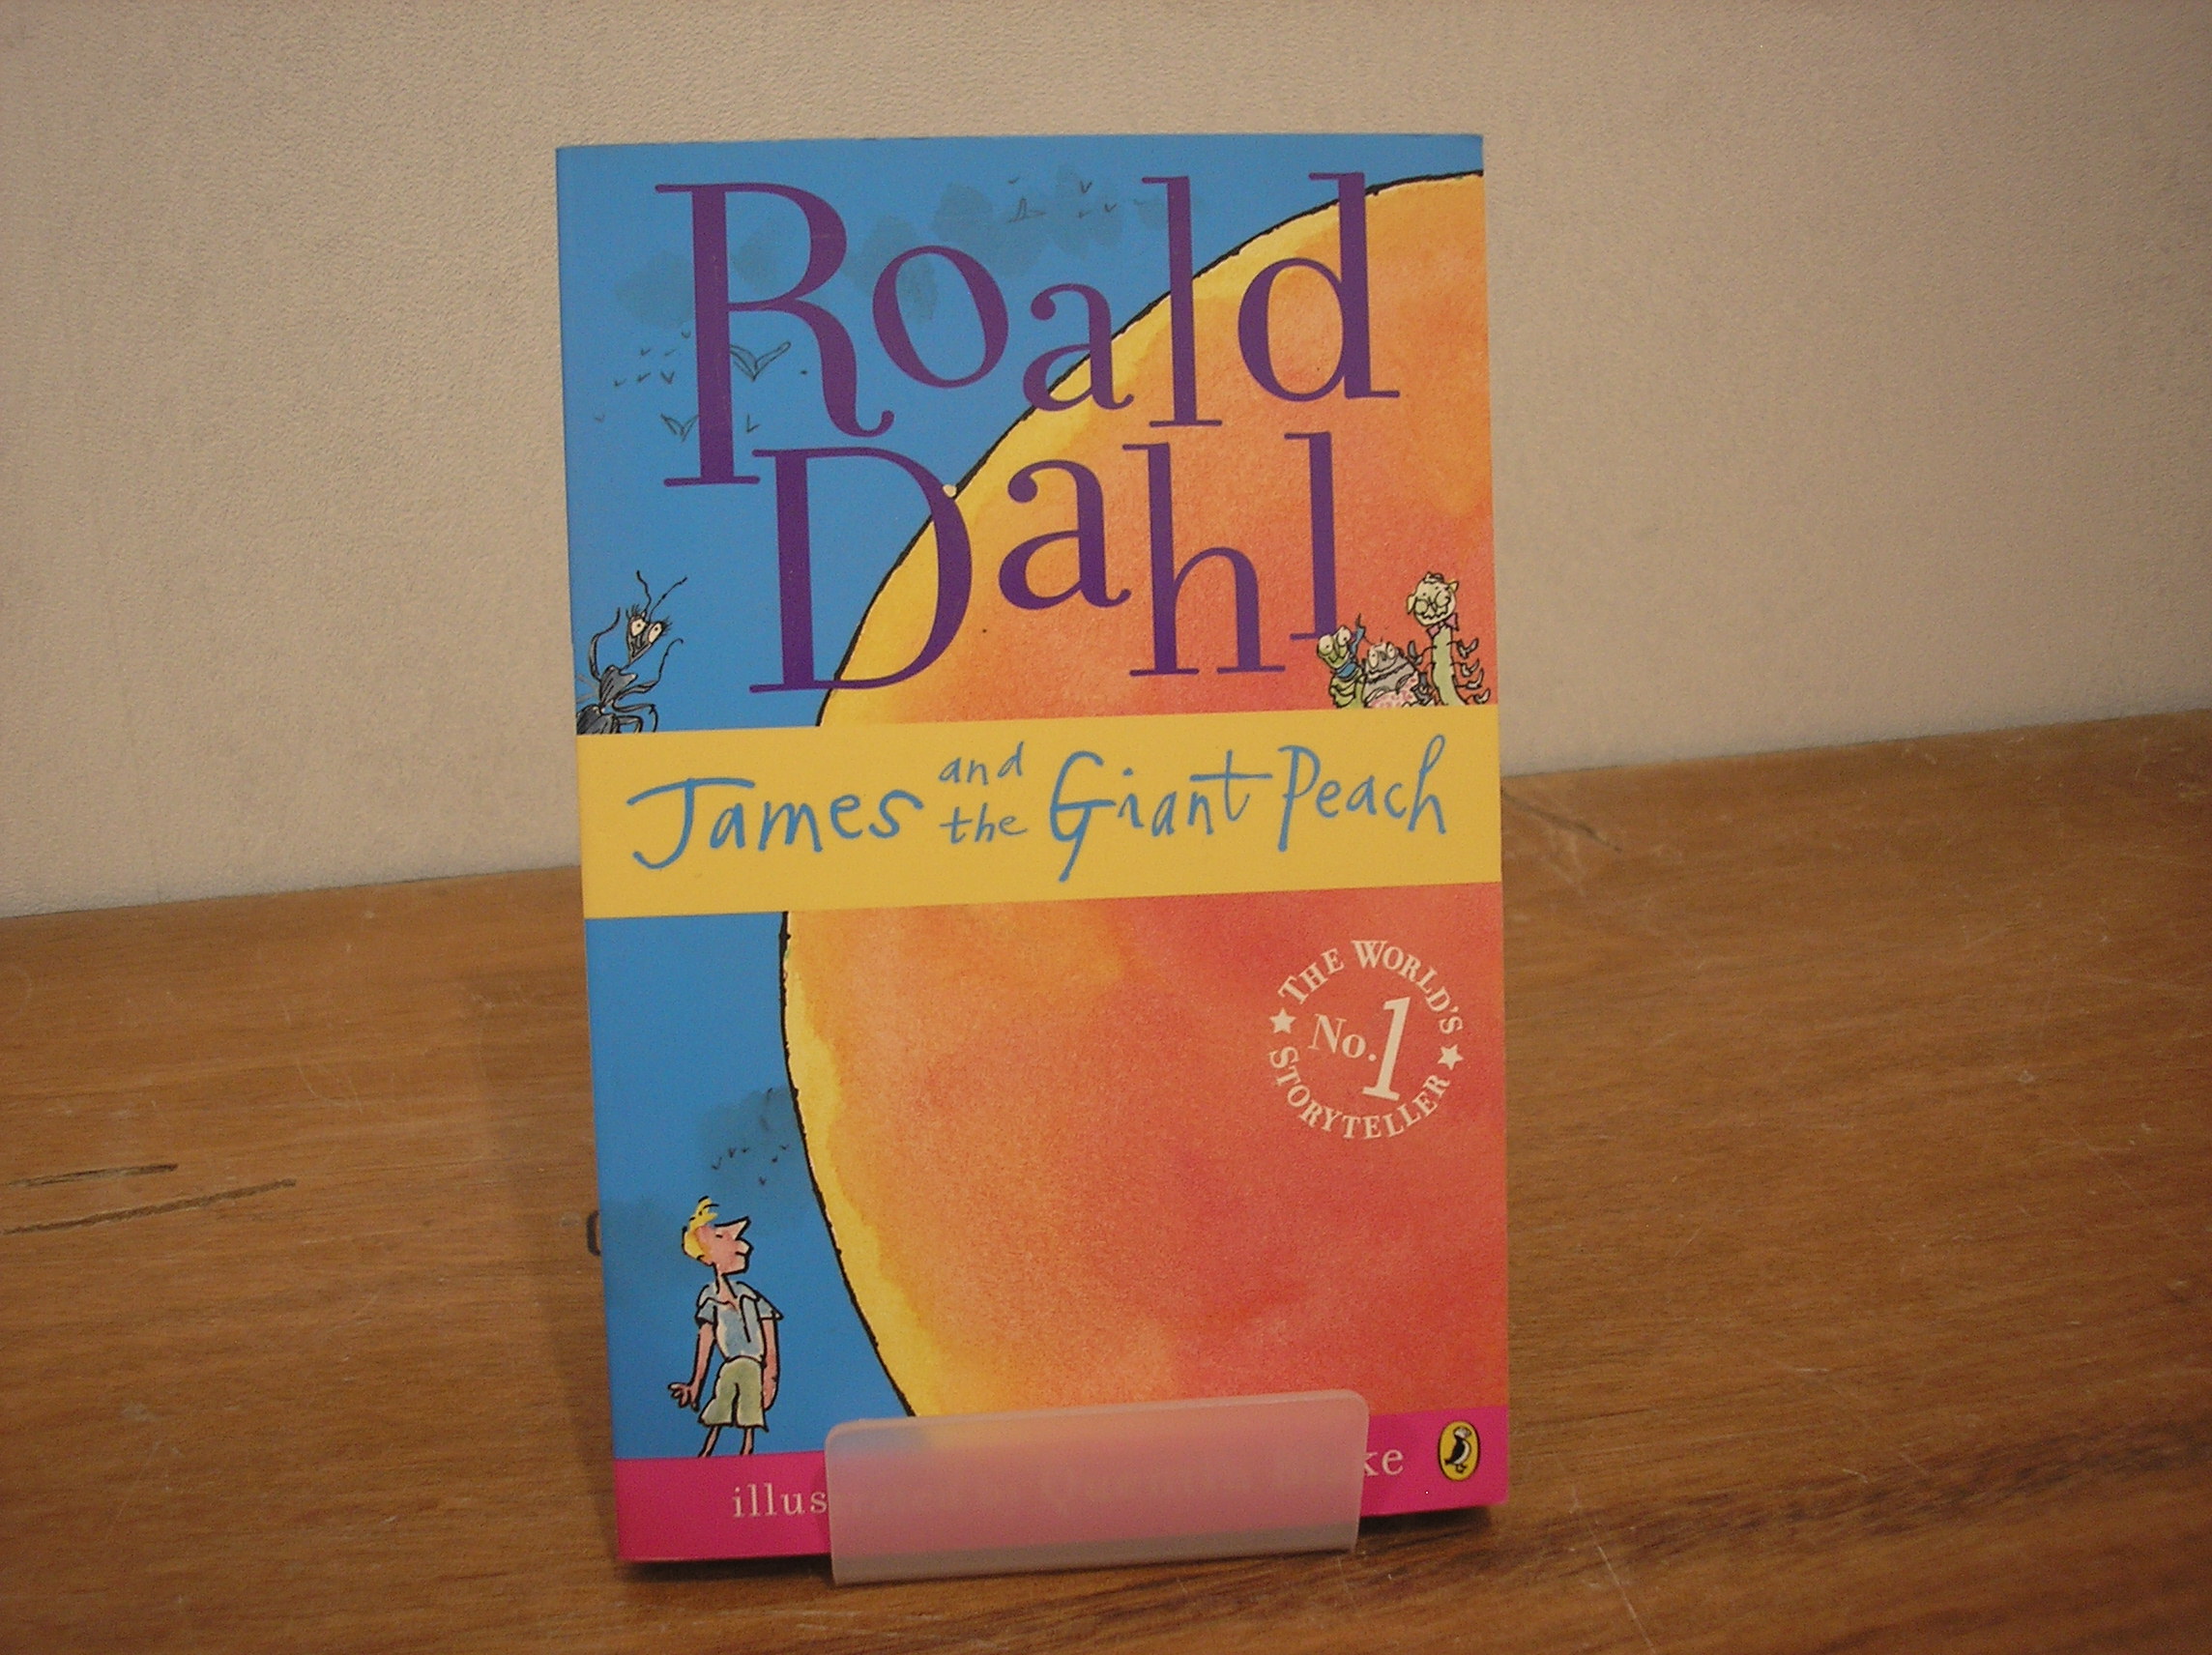 Roald
Dahl
James and the Giant Peach
THE WORLD'S
No.1
STORYTELLER
illus ke